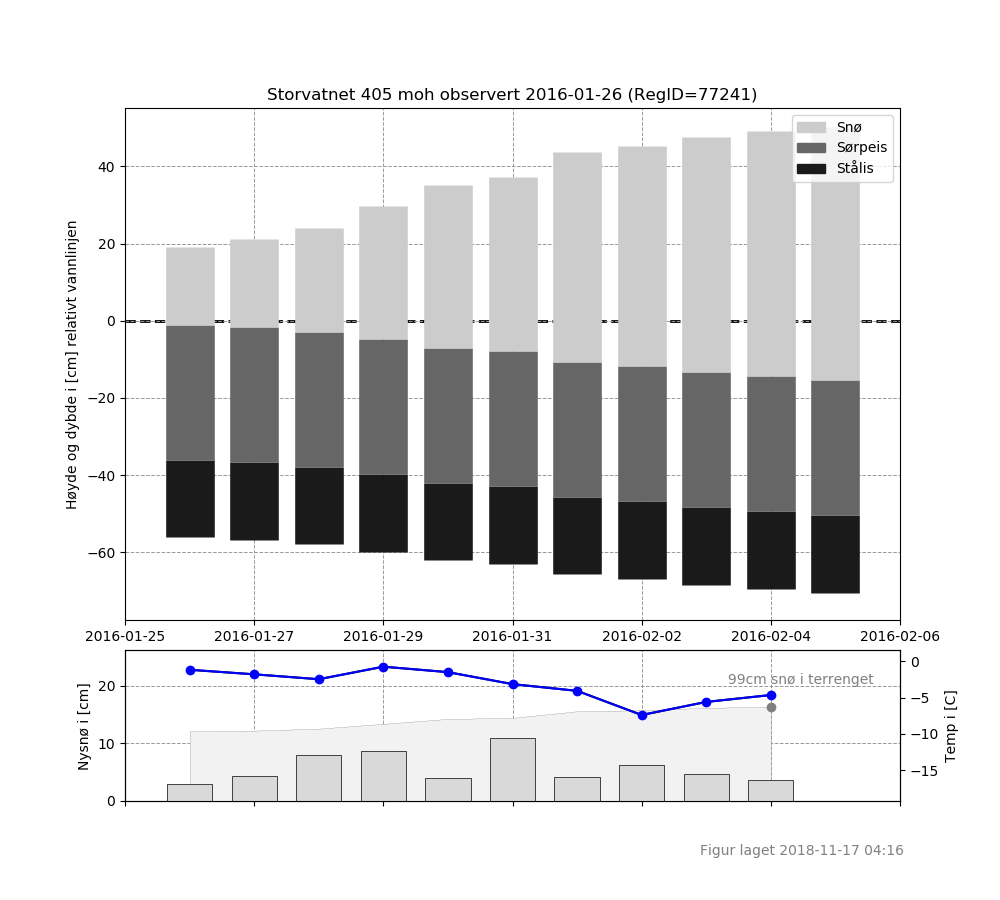 Storvatnet 405 moh observert 2016-01-26 (RegID=77241)
Snø
Sørpeis
Stålis
Høyde og dybde i [cm] relativt vannlinjen
40
20
0
−20
−40
−60
2016-01-25 2016-01-27 2016-01-29 2016-01-31 2016-02-02 2016-02-04 2016-02-06
Nysnø i [cm]
20
10
0
99cm snø i terrenget
0
−5
−10
−15
Temp i [C]
Figur laget 2018-11-17 04:16